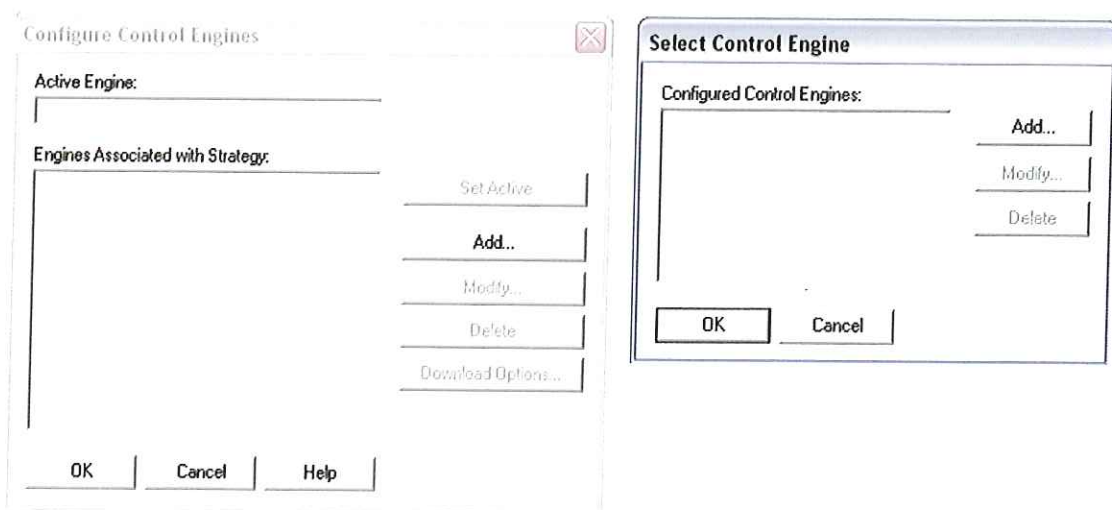 Configure Control Engines
Active Engine:
Engines Associated with Strategy:
Set Active
Add...
Modify...
Delete
Download Options...
OK
Cancel
Help
Select Control Engine
Configured Control Engines:
Add...
Modify...
Delete
OK
Cancel